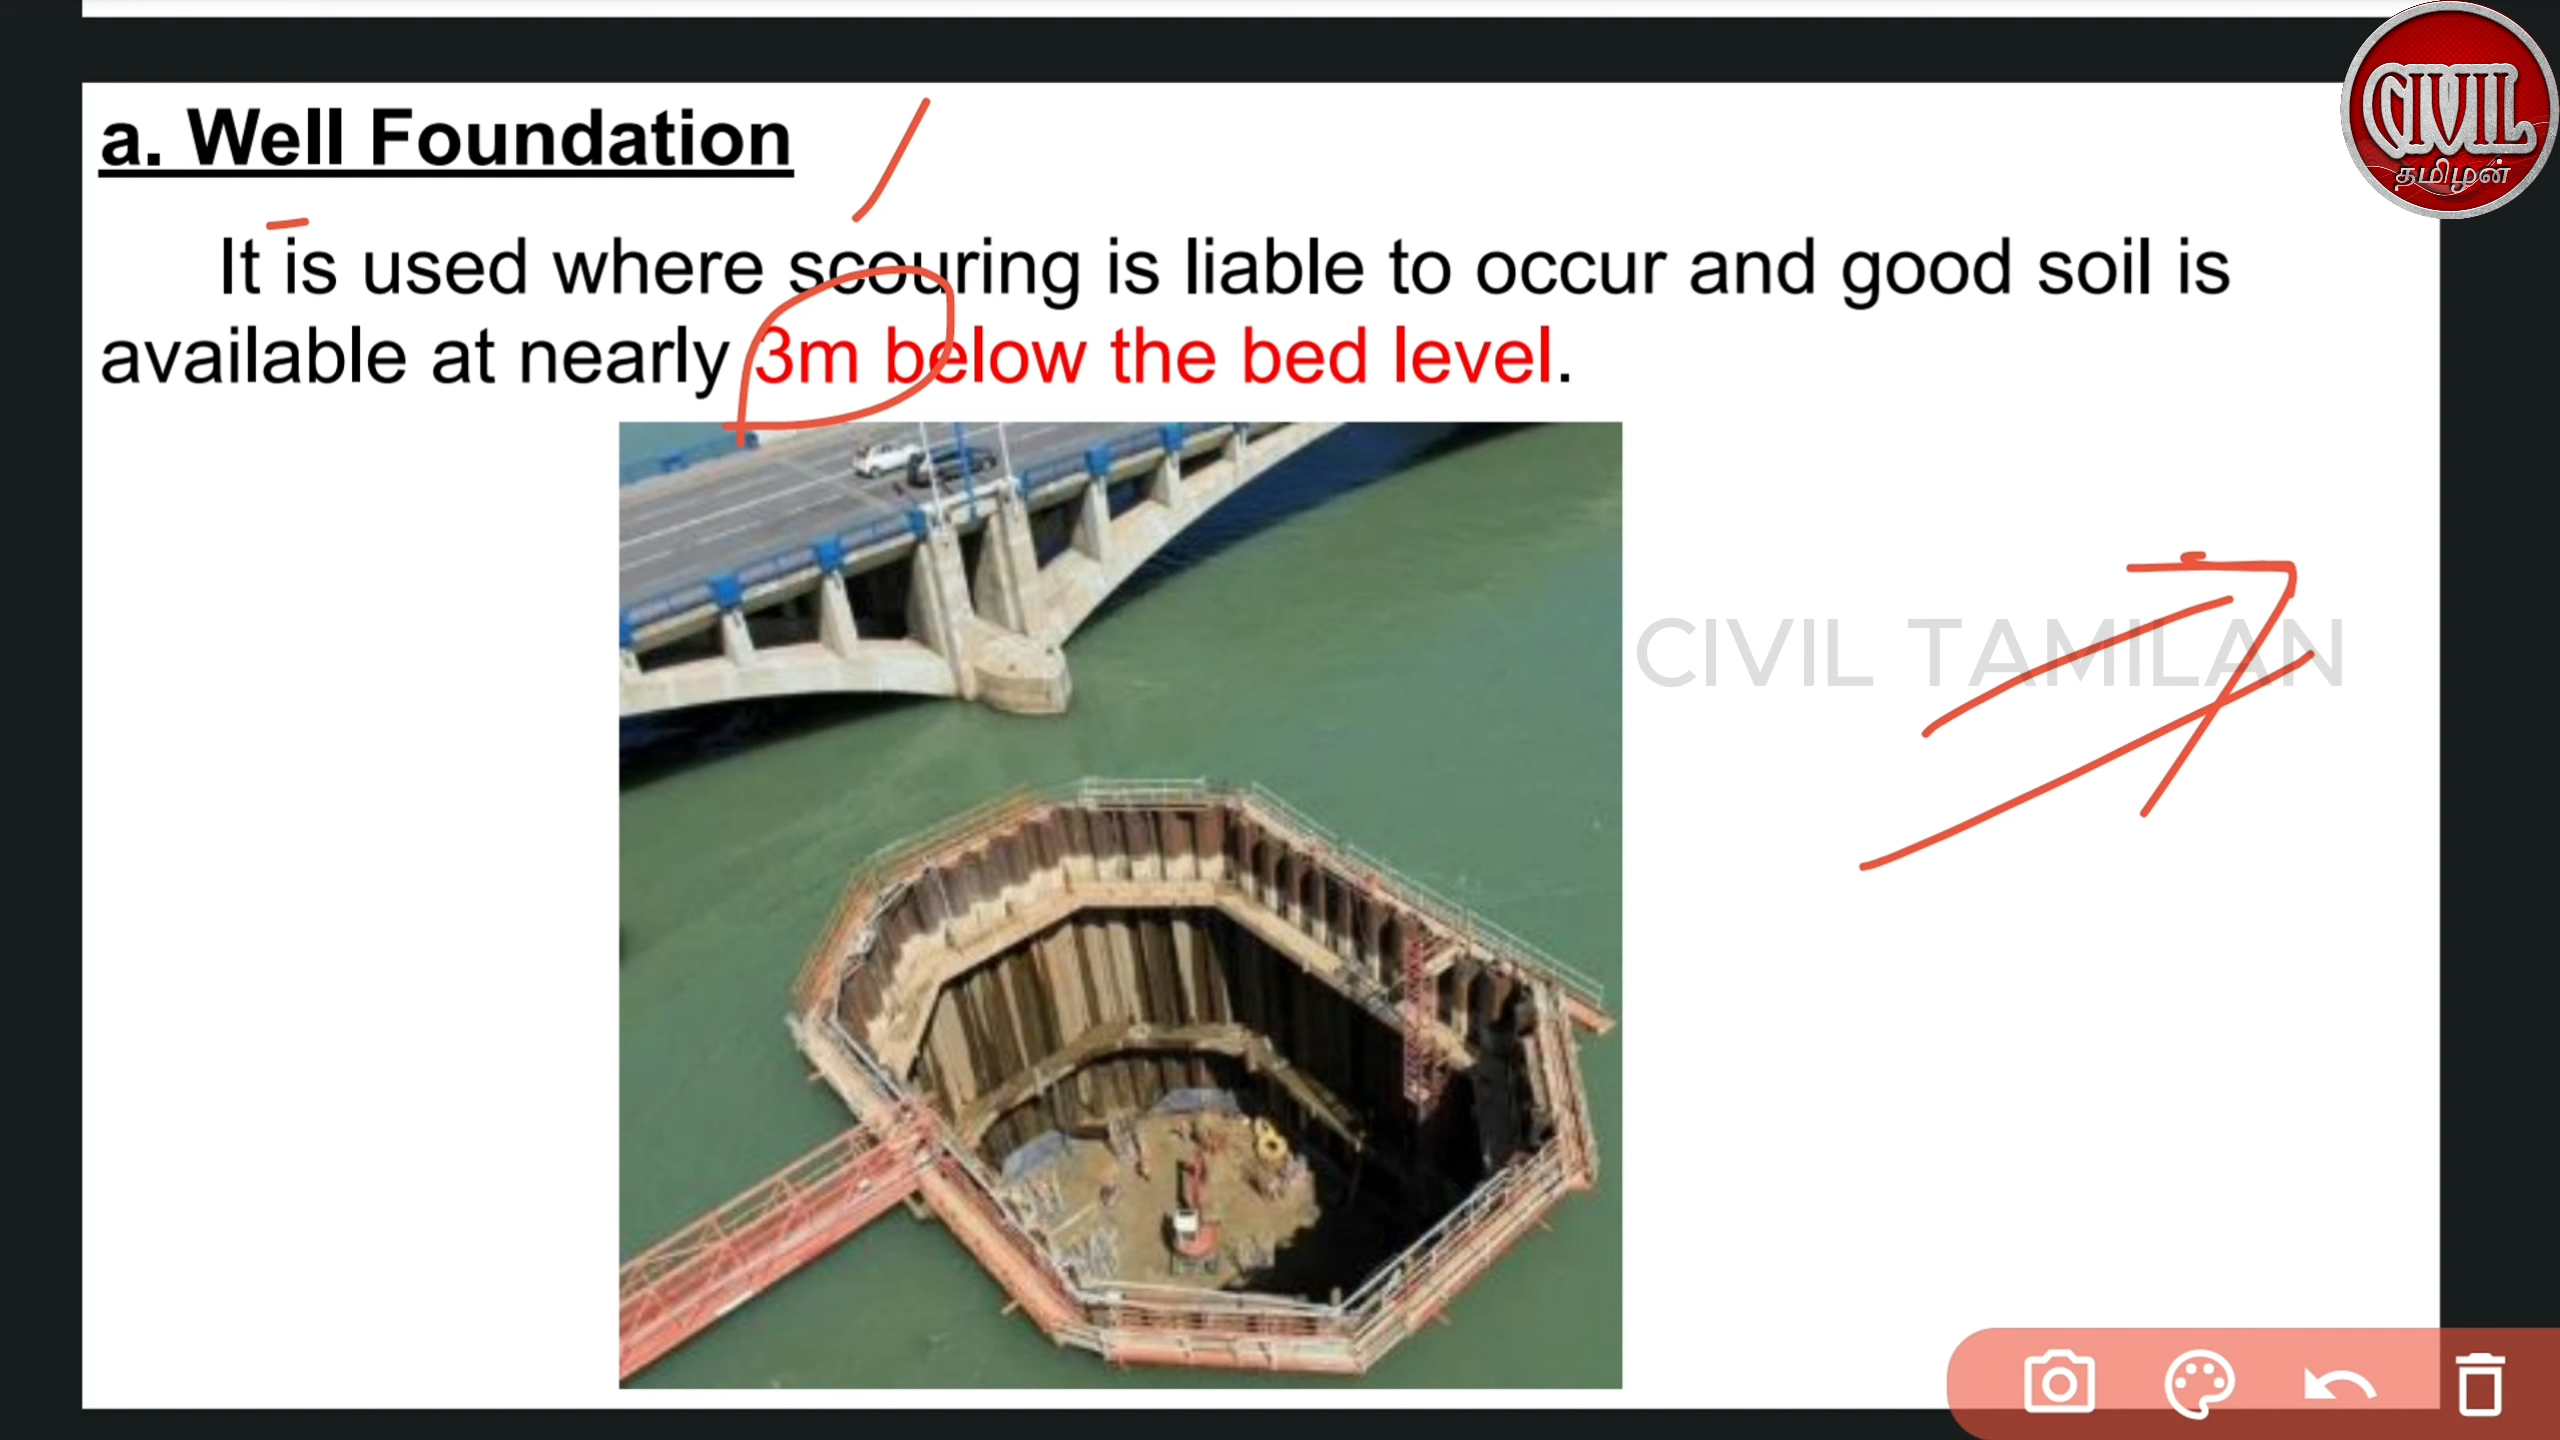 CIVIL
தமிழன்
a. Well Foundation
It is used where scouring is liable to occur and good soil is
available at nearly 3m below the bed level.
CIVIL TAMILAN